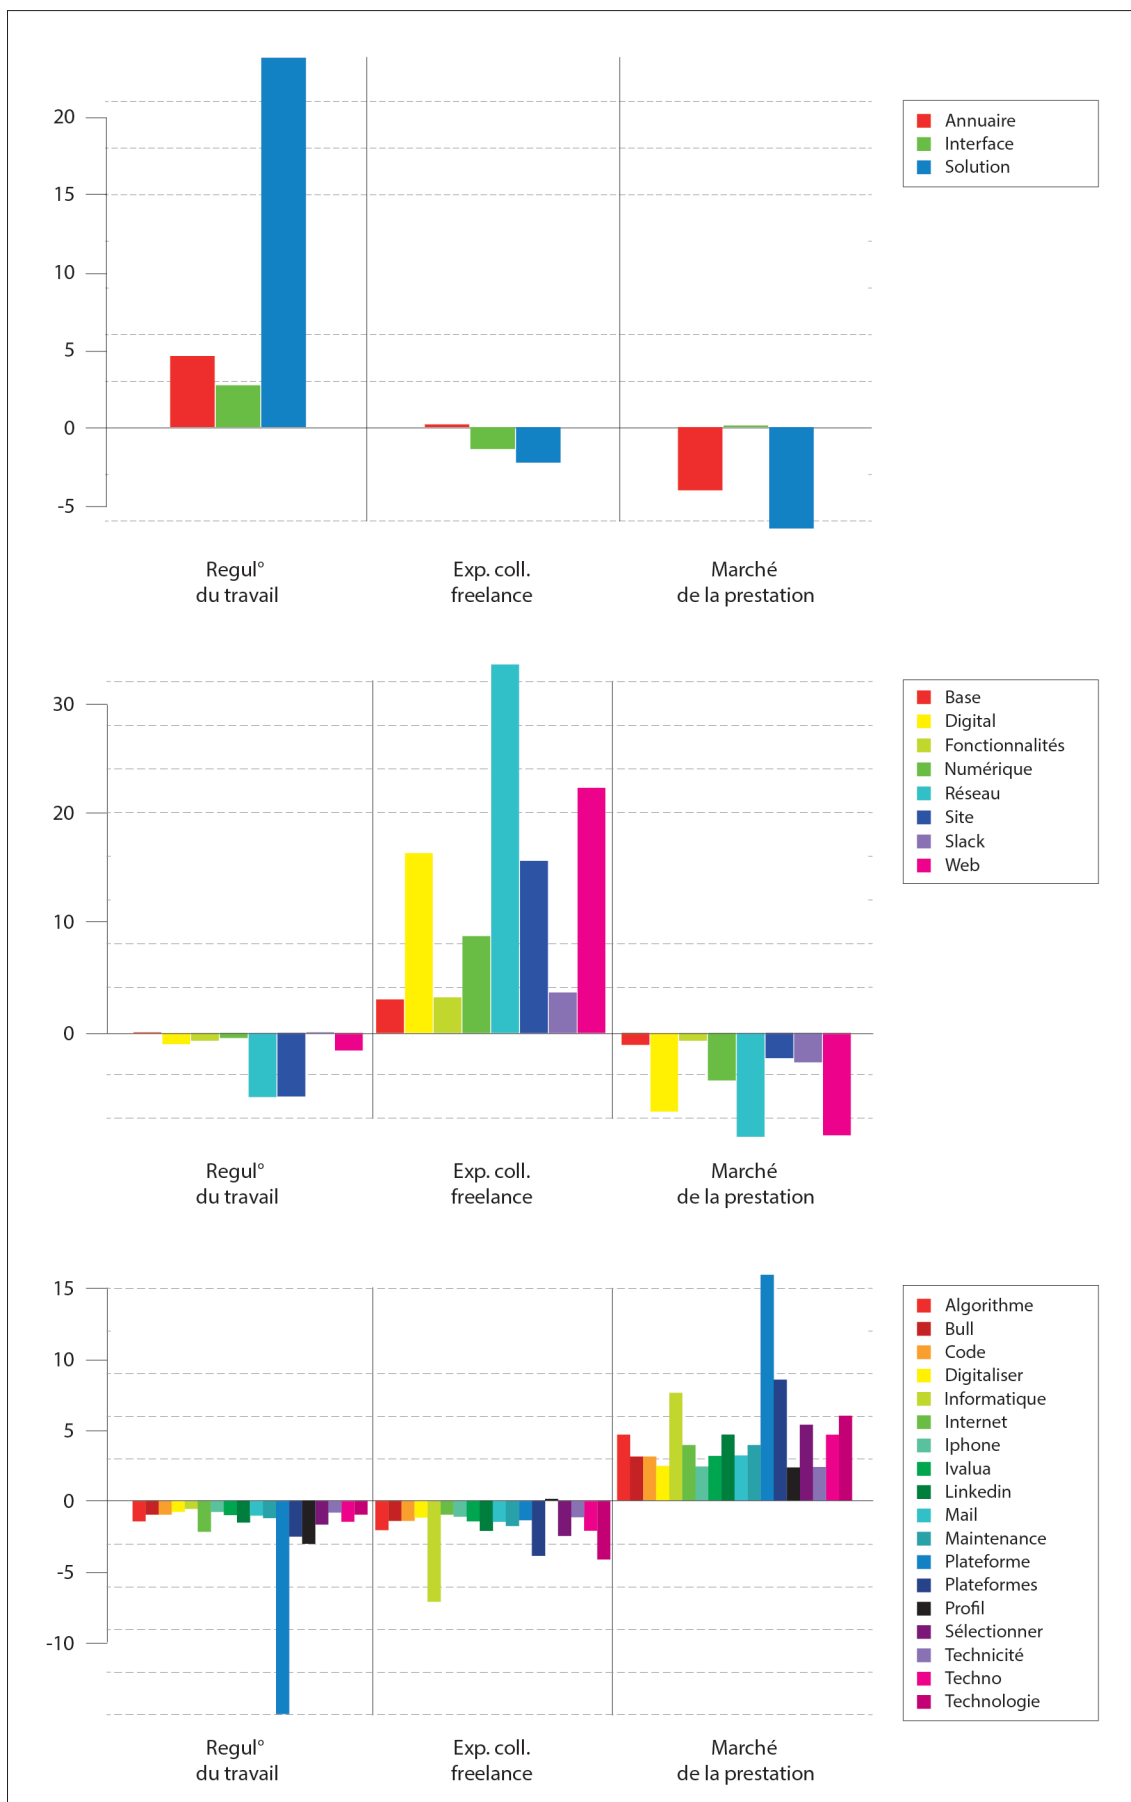 20
15
10
5
0
-5
Annuaire
Interface
Solution
Regul°
du travail
Exp. coll.
freelance
Marché
de la prestation
30
20
10
0
Base
Digital
Fonctionnalités
Numérique
Réseau
Site
Slack
Web
Regul°
du travail
Exp. coll.
freelance
Marché
de la prestation
15
10
5
0
-5
-10
Algorithme
Bull
Code
Digitaliser
Informatique
Internet
Iphone
Ivalua
Linkedin
Mail
Maintenance
Plateforme
Plateformes
Profil
Sélectionner
Technicité
Techno
Technologie
Regul°
du travail
Exp. coll.
freelance
Marché
de la prestation